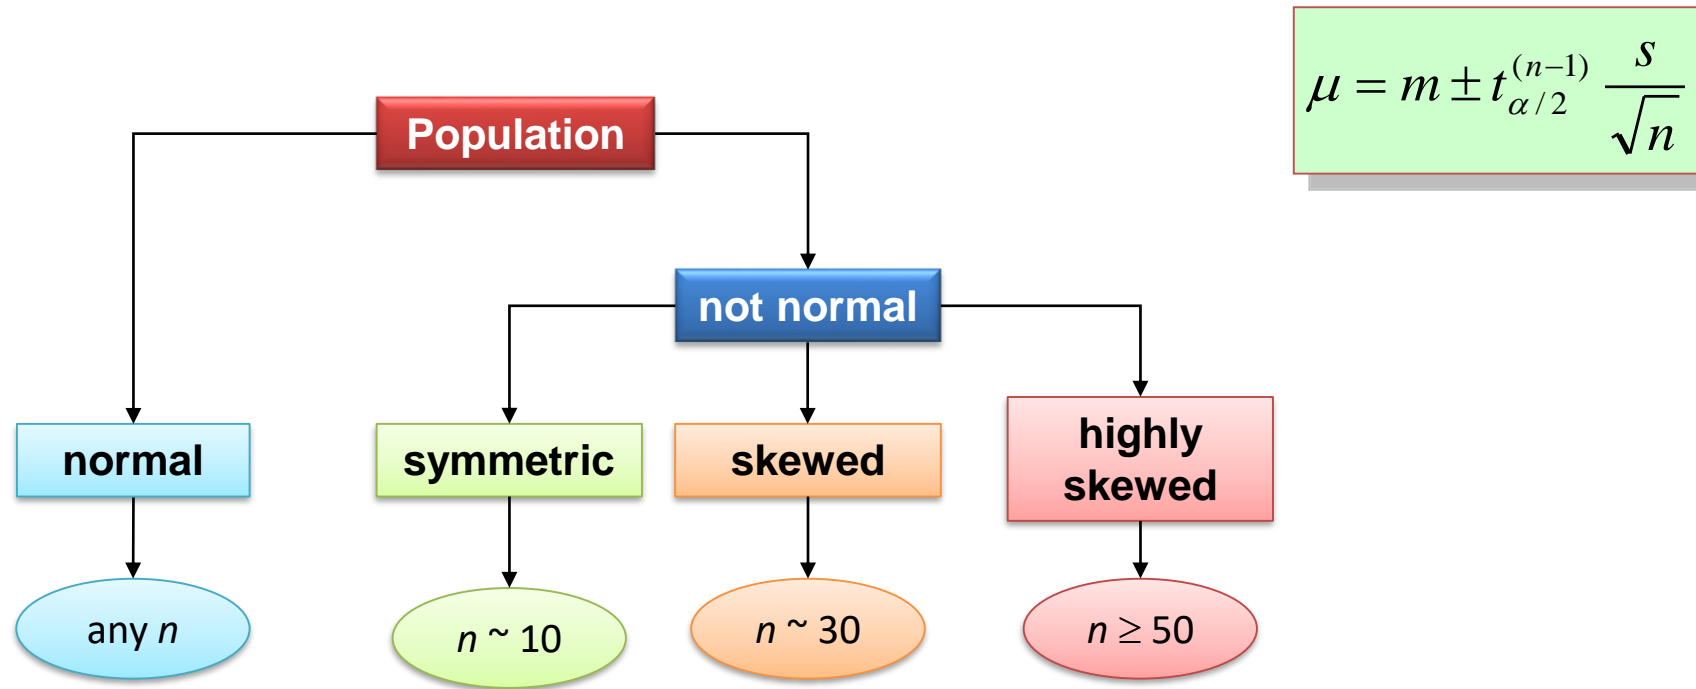 μ = m ± t_{α/2}^{(n−1)} s/√n
Population
not normal
normal
symmetric
skewed
highly
skewed
any n
n ~ 10
n ~ 30
n ≥ 50